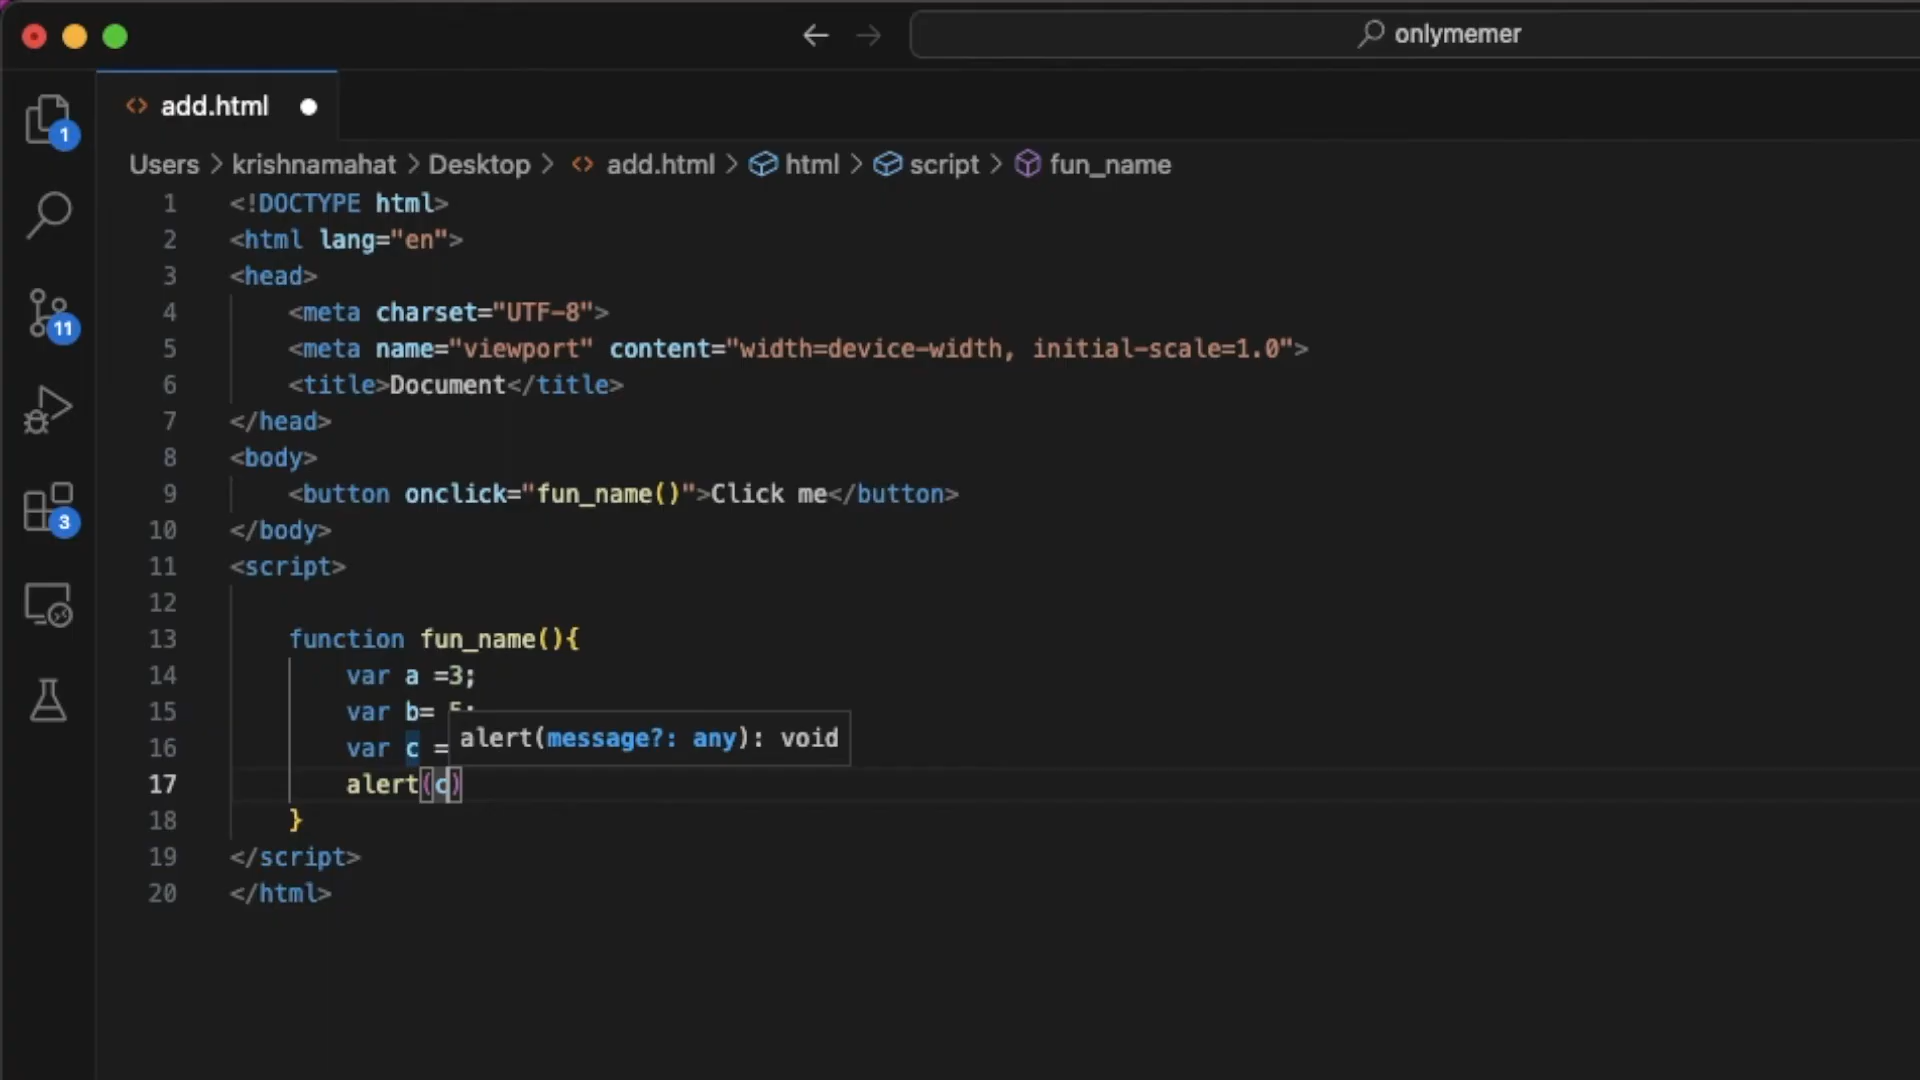 onlymemer
add.html
1
Users > krishnamahat > Desktop > add.html > html > script > fun_name
1 <!DOCTYPE html>
2 <html lang="en">
3 <head>
4 <meta charset="UTF-8">
5 <meta name="viewport" content="width=device-width, initial-scale=1.0">
6 <title>Document</title>
7 </head>
8 <body>
9 <button onclick="fun_name()">Click me</button>
10 </body>
11 <script>
12
13 function fun_name(){
14 var a =3;
15 var b= 5;
16 var c =
alert(message?: any): void
17 alert(c)
18 }
19 </script>
20 </html>
11
3